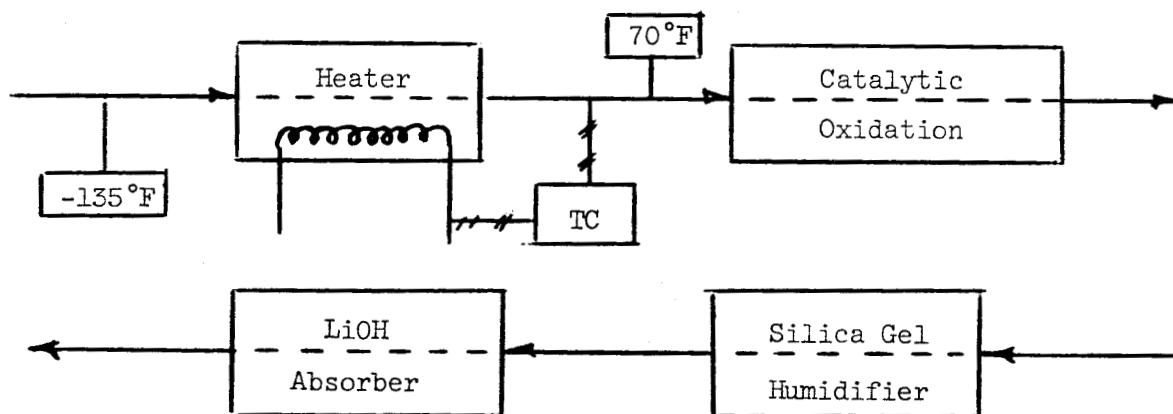 70°F
Heater
Catalytic
Oxidation
-135°F
TC
LiOH
Absorber
Silica Gel
Humidifier